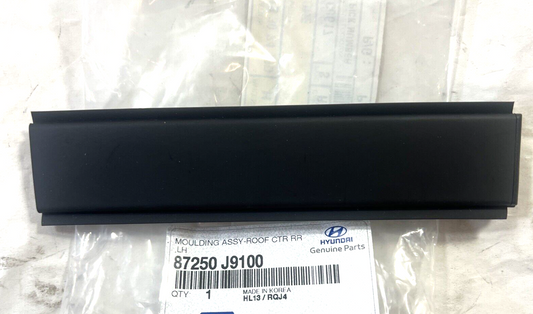 MOULDING ASSY-ROOF CTR RR
.LH
87250 J9100
QTY 1
MADE IN KOREA
HL13 / RQJ4
HYUNDAI
Genuine Parts